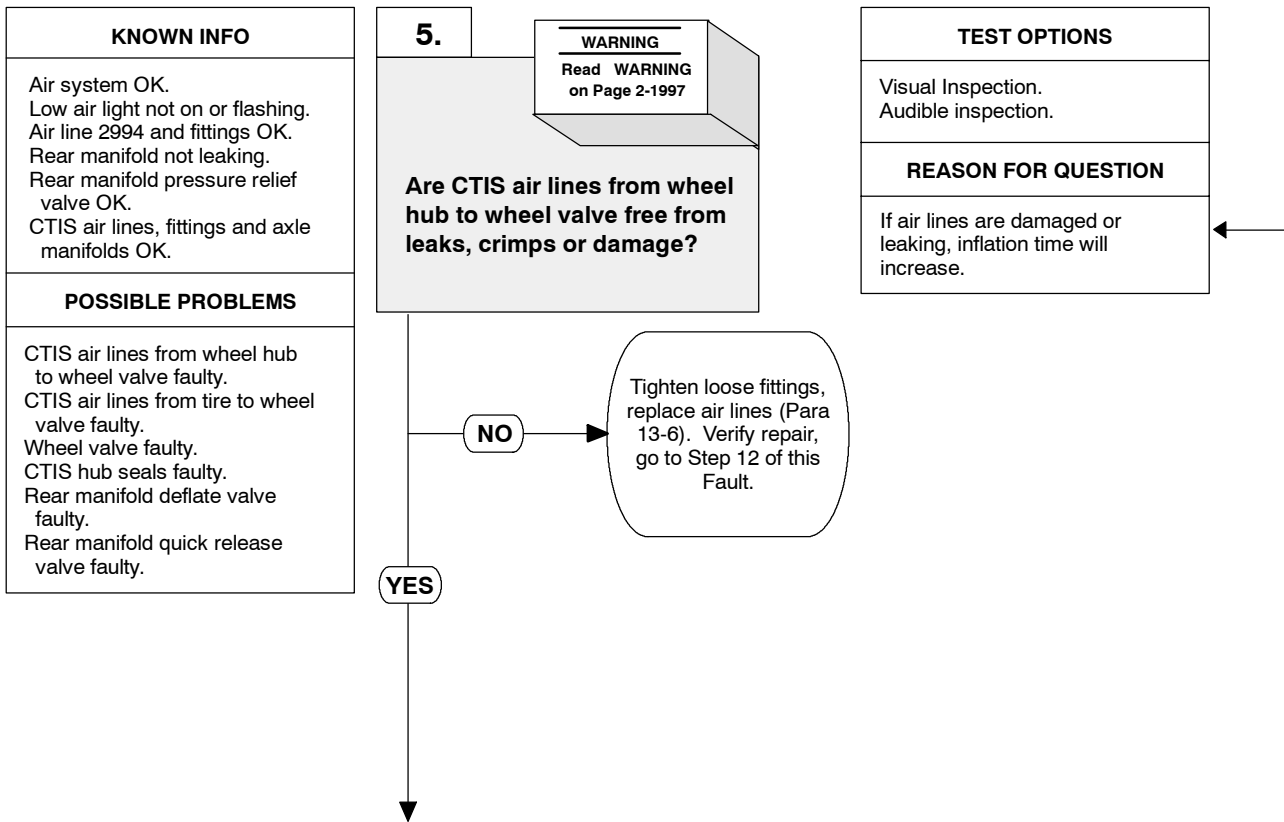 KNOWN INFO
Air system OK.
Low air light not on or flashing.
Air line 2994 and fittings OK.
Rear manifold not leaking.
Rear manifold pressure relief
valve OK.
CTIS air lines, fittings and axle
manifolds OK.
POSSIBLE PROBLEMS
CTIS air lines from wheel hub
to wheel valve faulty.
CTIS air lines from tire to wheel
valve faulty.
Wheel valve faulty.
CTIS hub seals faulty.
Rear manifold deflate valve
faulty.
Rear manifold quick release
valve faulty.
5.
WARNING
Read WARNING
on Page 2-1997
Are CTIS air lines from wheel
hub to wheel valve free from
leaks, crimps or damage?
NO
Tighten loose fittings,
replace air lines (Para
13-6). Verify repair,
go to Step 12 of this
Fault.
YES
TEST OPTIONS
Visual Inspection.
Audible inspection.
REASON FOR QUESTION
If air lines are damaged or
leaking, inflation time will
increase.